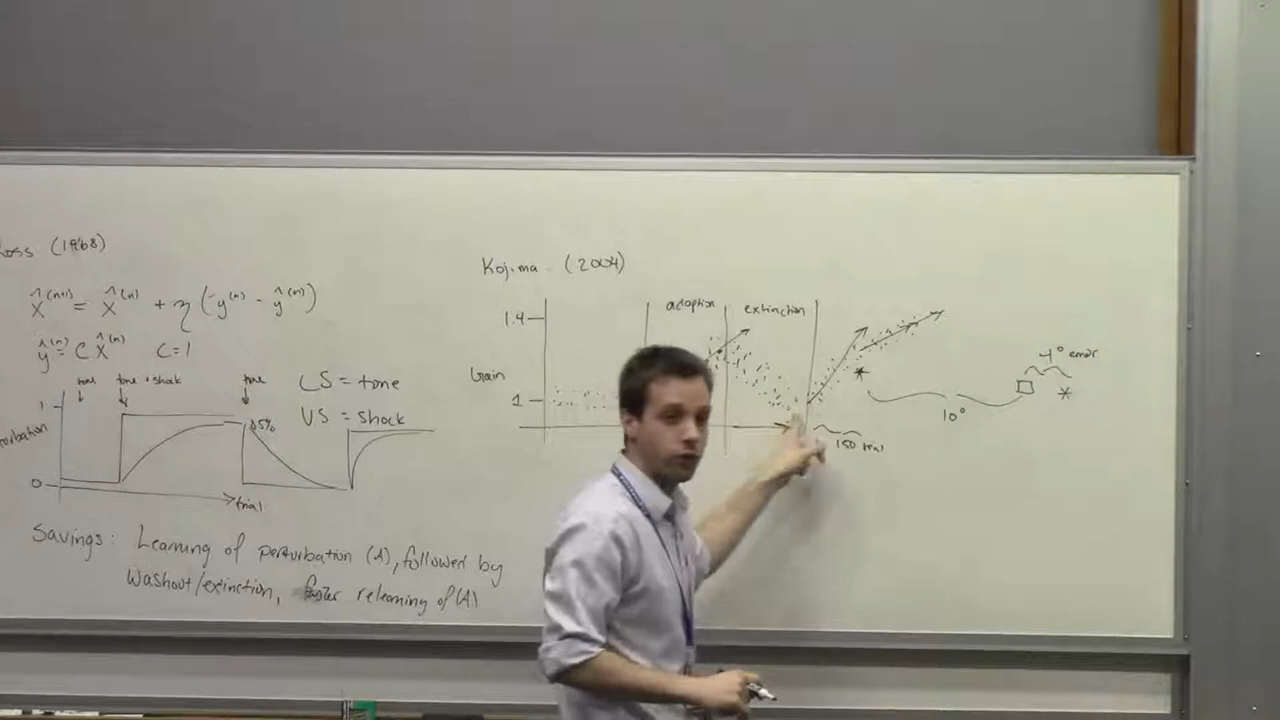 oss (1968)
x̂^(n+1) = x̂^(n) + η (y^(n) - ŷ^(n))
ŷ^(n) = C x̂^(n) C=1
tone tone + shock tone
CS = tone
US = shock
1
85%
rbation
0
trial
Savings: Learning of perturbation (A), followed by
washout/extinction, faster relearning of (A)
Kojima (2004)
adaption extinction
1.4
Gain
1
150 trial
*
10°
4° error
*